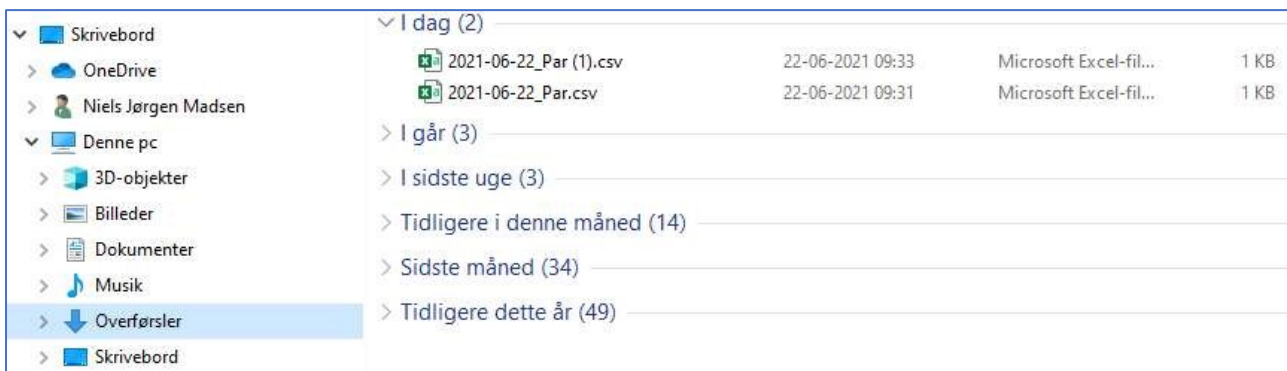 Skrivebord
OneDrive
Niels Jørgen Madsen
Denne pc
3D-objekter
Billeder
Dokumenter
Musik
Overførsler
Skrivebord
I dag (2)
2021-06-22_Par (1).csv 22-06-2021 09:33 Microsoft Excel-fil... 1 KB
2021-06-22_Par.csv 22-06-2021 09:31 Microsoft Excel-fil... 1 KB
I går (3)
I sidste uge (3)
Tidligere i denne måned (14)
Sidste måned (34)
Tidligere dette år (49)